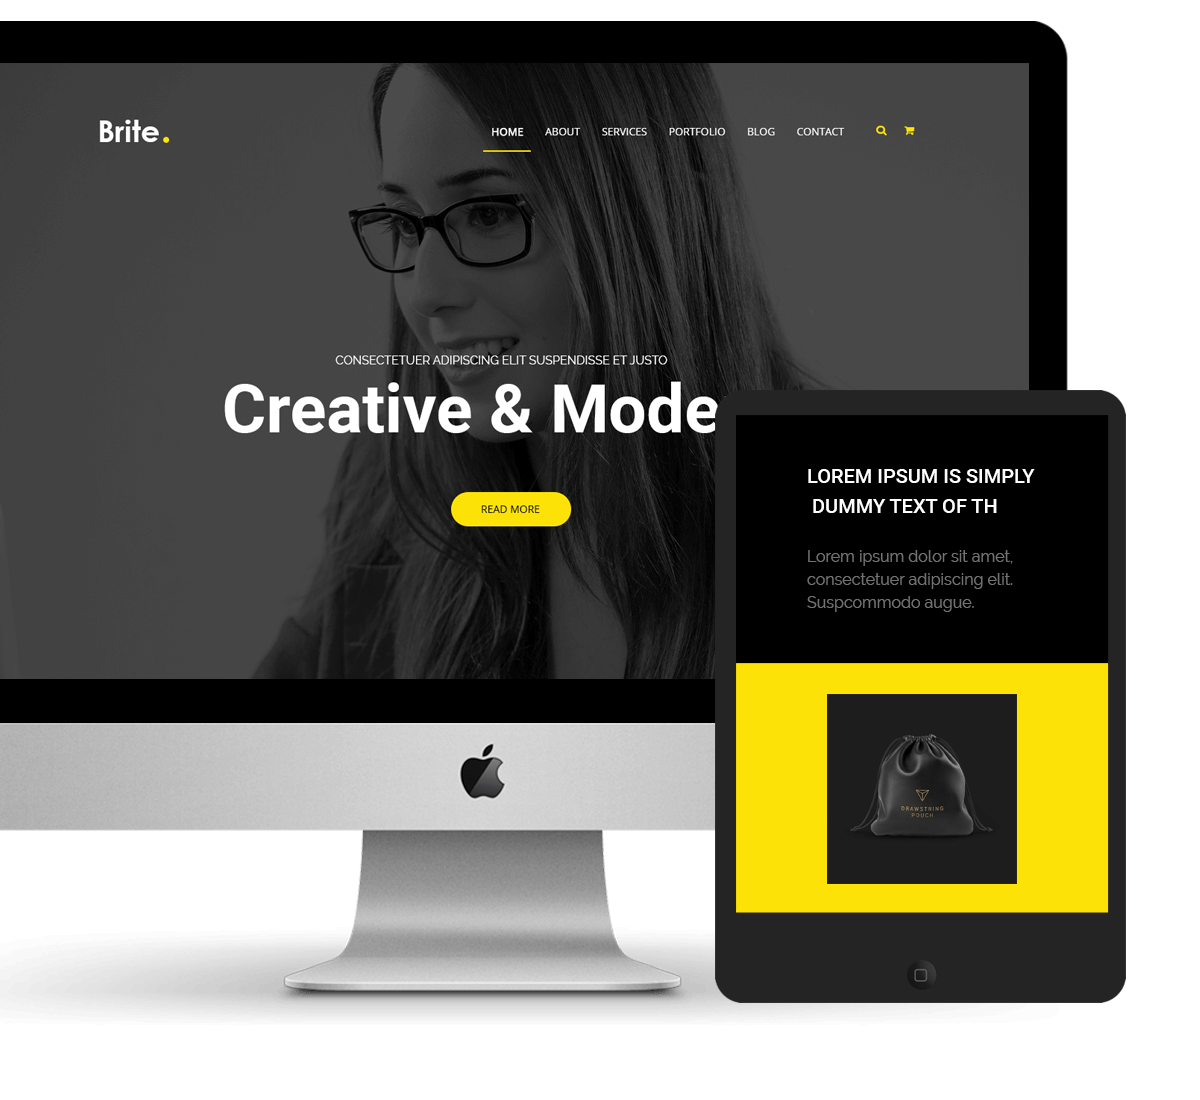 Brite.
HOME ABOUT SERVICES PORTFOLIO BLOG CONTACT
CONSECTETUER ADIPISCING ELIT SUSPENDISSE ET JUSTO
Creative & Mode
READ MORE
LOREM IPSUM IS SIMPLY
DUMMY TEXT OF TH
Lorem ipsum dolor sit amet,
consectetuer adipiscing elit.
Suspcommodo augue.
DRAWSTRING
POUCH